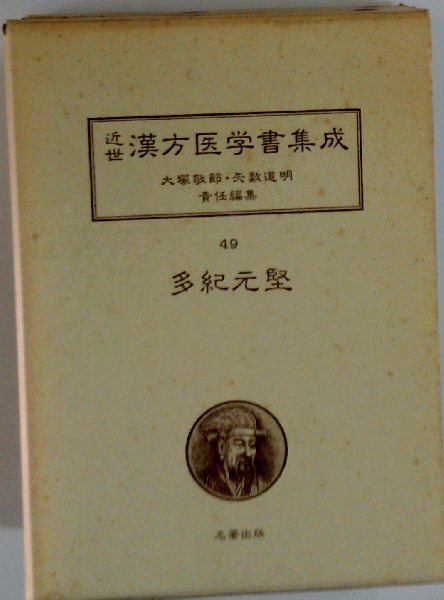 近世漢方医学書集成
大塚敬節・矢数道明
責任編集
49
多紀元堅
名著出版